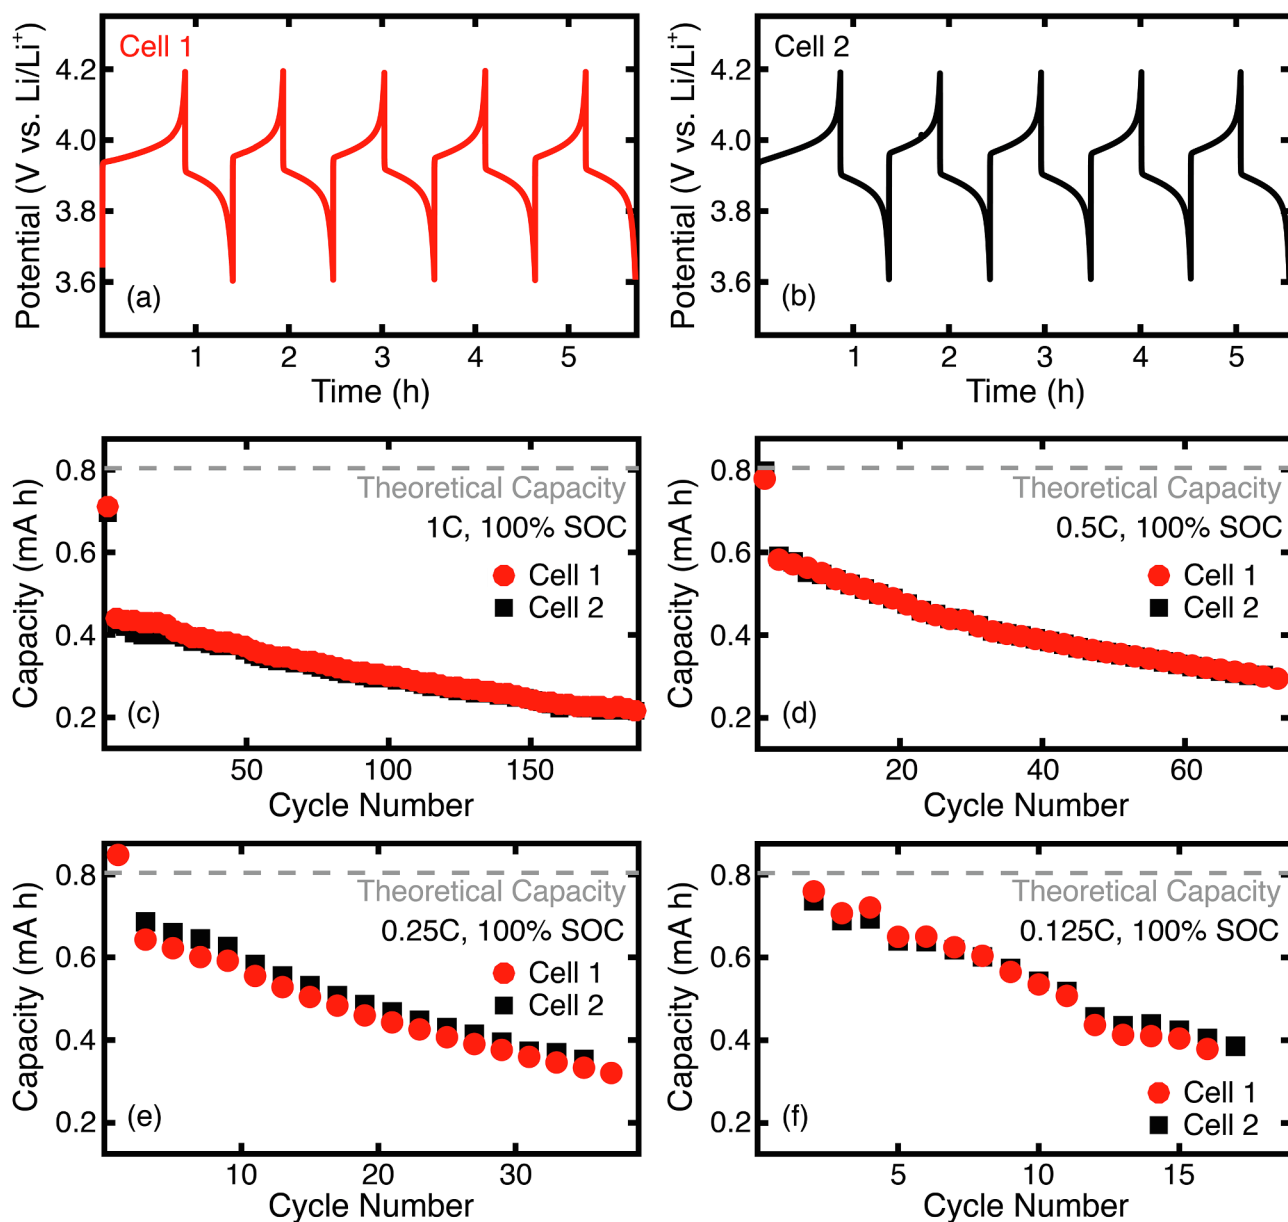 Cell 1
Potential (V vs. Li/Li⁺)
4.2
4.0
3.8
3.6
(a)
1
2
3
4
5
Time (h)
Cell 2
Potential (V vs. Li/Li⁺)
4.2
4.0
3.8
3.6
(b)
1
2
3
4
5
Time (h)
Capacity (mA h)
0.8
0.6
0.4
0.2
Theoretical Capacity
1C, 100% SOC
Cell 1
Cell 2
(c)
50
100
150
Cycle Number
Capacity (mA h)
0.8
0.6
0.4
0.2
Theoretical Capacity
0.5C, 100% SOC
Cell 1
Cell 2
(d)
20
40
60
Cycle Number
Capacity (mA h)
0.8
0.6
0.4
0.2
Theoretical Capacity
0.25C, 100% SOC
Cell 1
Cell 2
(e)
10
20
30
Cycle Number
Capacity (mA h)
0.8
0.6
0.4
0.2
Theoretical Capacity
0.125C, 100% SOC
Cell 1
Cell 2
(f)
5
10
15
Cycle Number